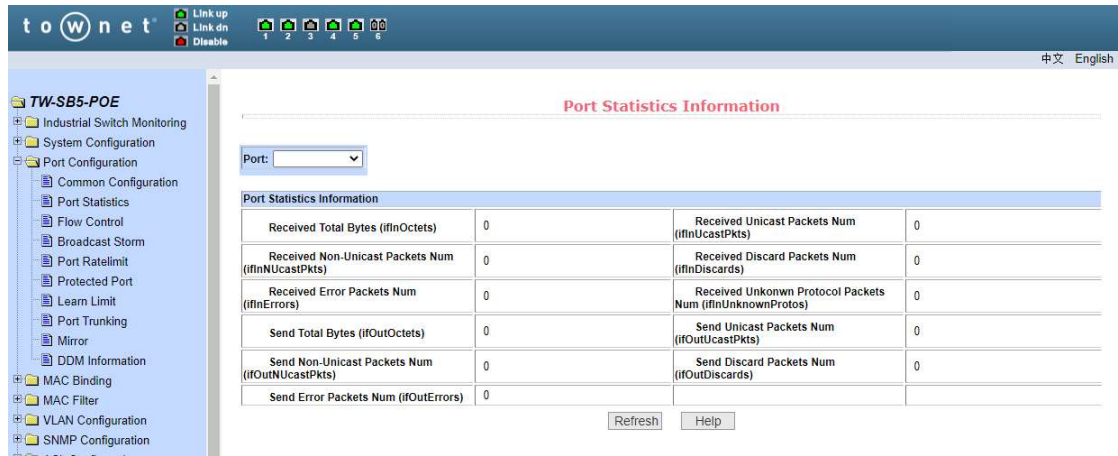 to(w)net
Link up
Link dn
Disable
1 2 3 4 5 6
中文 English
TW-SB5-POE
Industrial Switch Monitoring
System Configuration
Port Configuration
Common Configuration
Port Statistics
Flow Control
Broadcast Storm
Port Ratelimit
Protected Port
Learn Limit
Port Trunking
Mirror
DDM Information
MAC Binding
MAC Filter
VLAN Configuration
SNMP Configuration
Port Statistics Information
Port:
Port Statistics Information
Received Total Bytes (ifInOctets) 0 Received Unicast Packets Num
(ifInUcastPkts) 0
Received Non-Unicast Packets Num
(ifInNUcastPkts) 0 Received Discard Packets Num
(ifInDiscards) 0
Received Error Packets Num
(ifInErrors) 0 Received Unkonwn Protocol Packets
Num (ifInUnknownProtos) 0
Send Total Bytes (ifOutOctets) 0 Send Unicast Packets Num
(ifOutUcastPkts) 0
Send Non-Unicast Packets Num
(ifOutNUcastPkts) 0 Send Discard Packets Num
(ifOutDiscards) 0
Send Error Packets Num (ifOutErrors) 0
Refresh Help